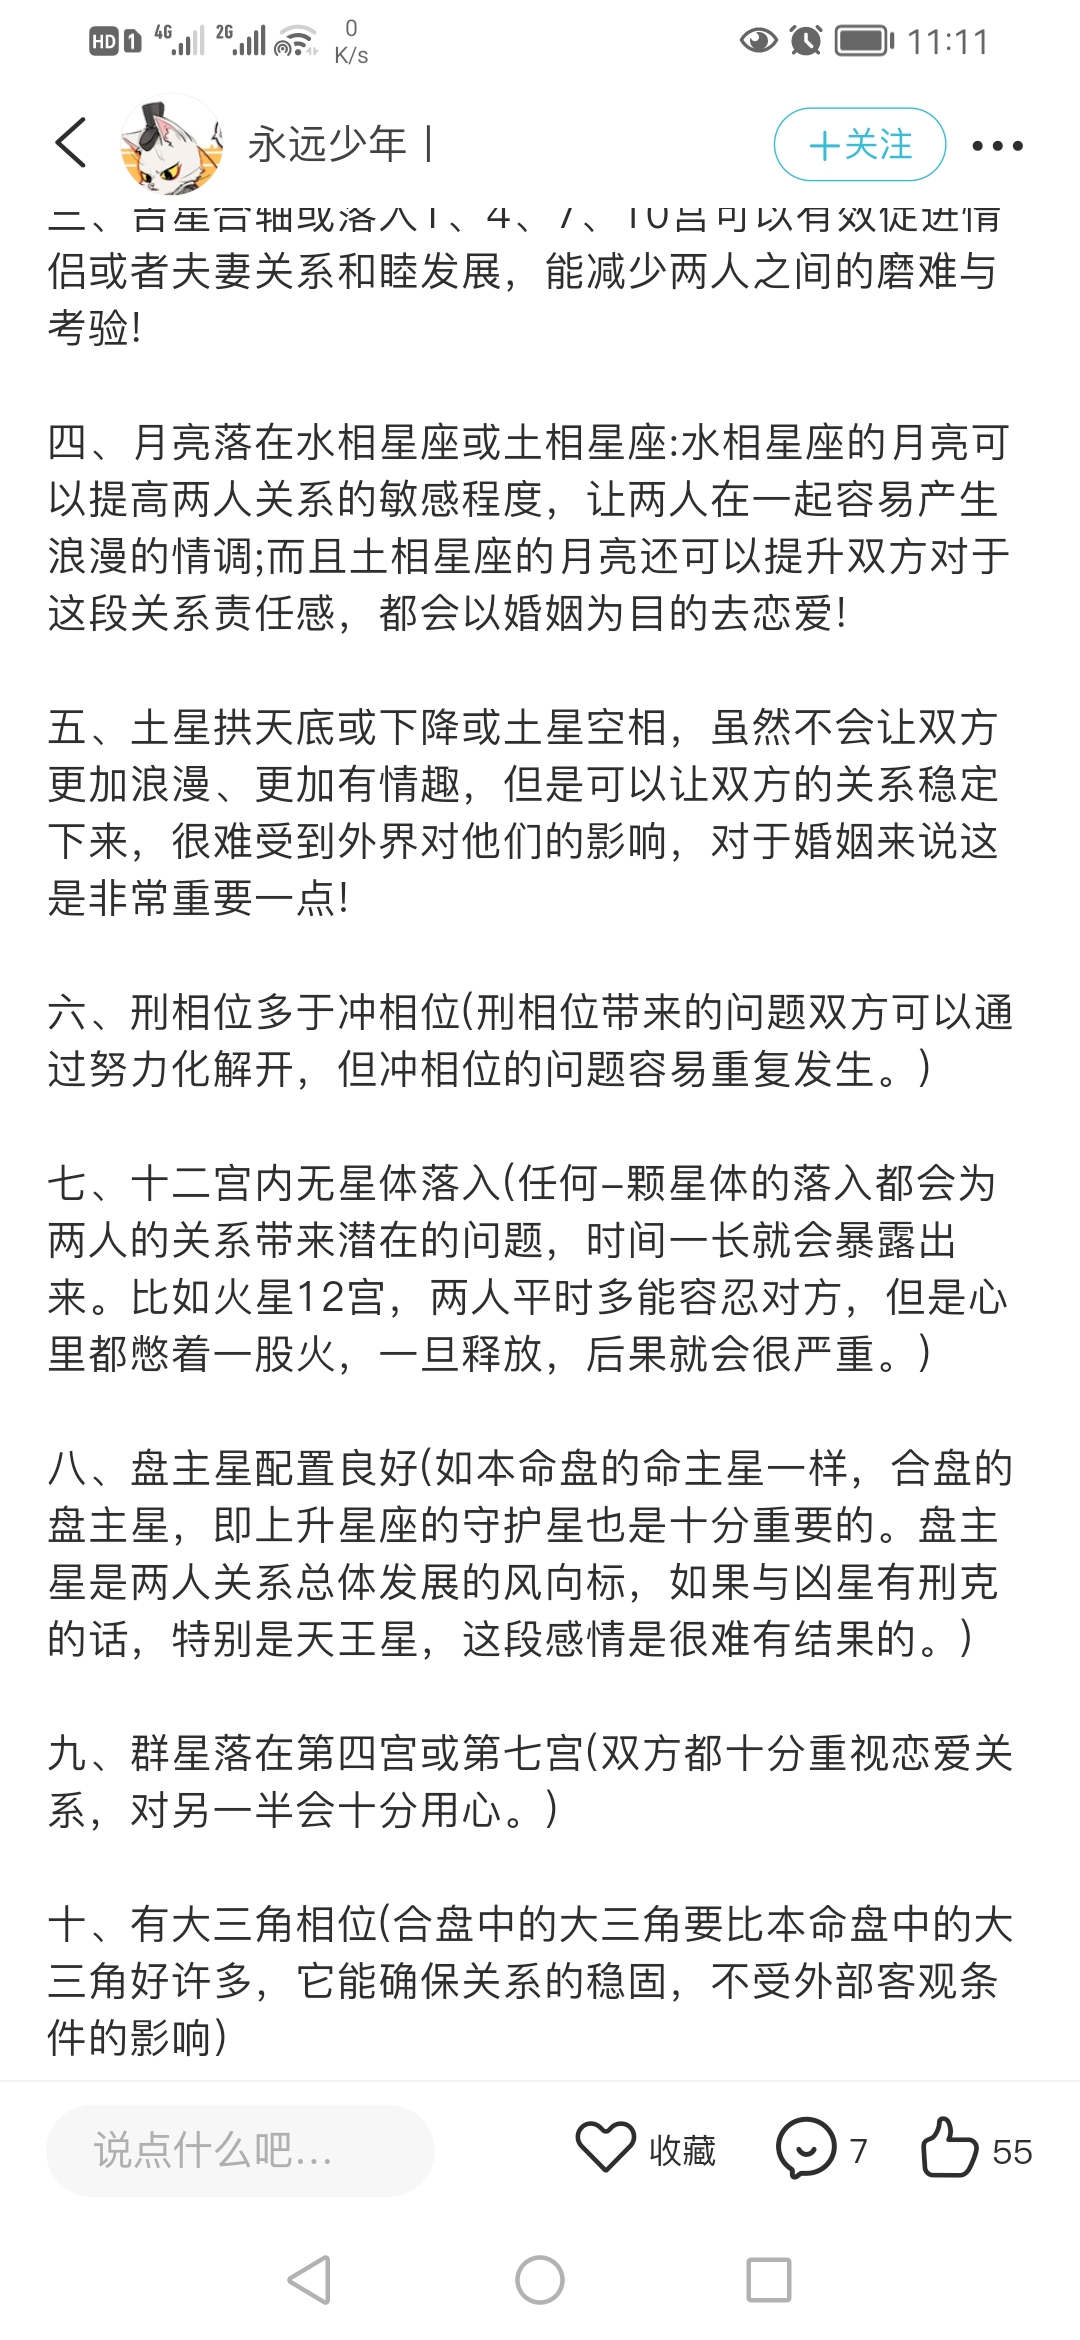 HD 1 4G 2G 0 K/s 11:11
永远少年丨
+关注
三、吉星合轴或落入1、4、7、10宫可以有效促进情
侣或者夫妻关系和睦发展，能减少两人之间的磨难与
考验!
四、月亮落在水相星座或土相星座:水相星座的月亮可
以提高两人关系的敏感程度，让两人在一起容易产生
浪漫的情调;而且土相星座的月亮还可以提升双方对于
这段关系责任感，都会以婚姻为目的去恋爱!
五、土星拱天底或下降或土星空相，虽然不会让双方
更加浪漫、更加有情趣，但是可以让双方的关系稳定
下来，很难受到外界对他们的影响，对于婚姻来说这
是非常重要一点!
六、刑相位多于冲相位(刑相位带来的问题双方可以通
过努力化解开，但冲相位的问题容易重复发生。)
七、十二宫内无星体落入(任何–颗星体的落入都会为
两人的关系带来潜在的问题，时间一长就会暴露出
来。比如火星12宫，两人平时多能容忍对方，但是心
里都憋着一股火，一旦释放，后果就会很严重。)
八、盘主星配置良好(如本命盘的命主星一样，合盘的
盘主星，即上升星座的守护星也是十分重要的。盘主
星是两人关系总体发展的风向标，如果与凶星有刑克
的话，特别是天王星，这段感情是很难有结果的。)
九、群星落在第四宫或第七宫(双方都十分重视恋爱关
系，对另一半会十分用心。)
十、有大三角相位(合盘中的大三角要比本命盘中的大
三角好许多，它能确保关系的稳固，不受外部客观条
件的影响)
说点什么吧...
收藏
7
55